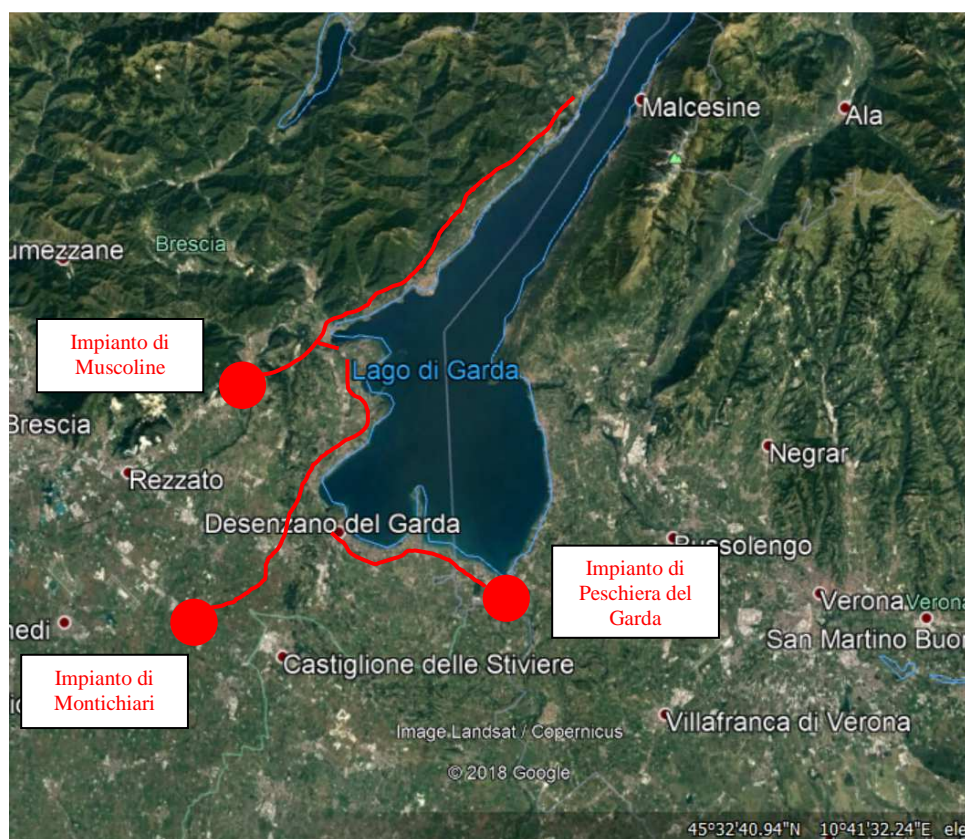 Malcesine
Ala
umezzane
Brescia
Impianto di
Muscoline
Lago di Garda
Brescia
Negrar
Rezzato
Desenzano del Garda
Bussolengo
Impianto di
Peschiera del
Garda
Verona
Verona
nedi
San Martino Buon
Castiglione delle Stiviere
Impianto di
Montichiari
Villafranca di Verona
Image Landsat / Copernicus
© 2018 Google
45°32'40.94"N 10°41'32.24"E ele